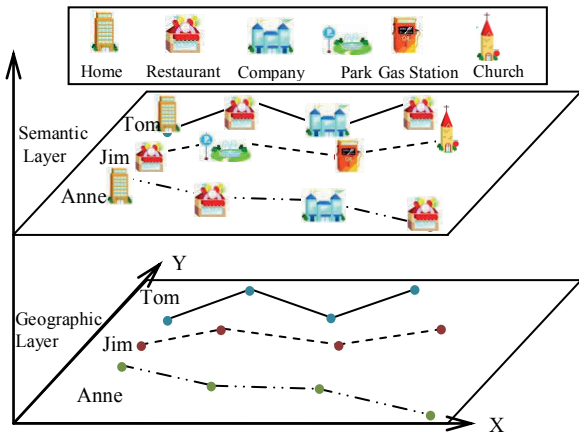 Home Restaurant Company Park Gas Station Church
Semantic
Layer
Tom
Jim
Anne
Y
Geographic
Layer
Tom
Jim
Anne
X